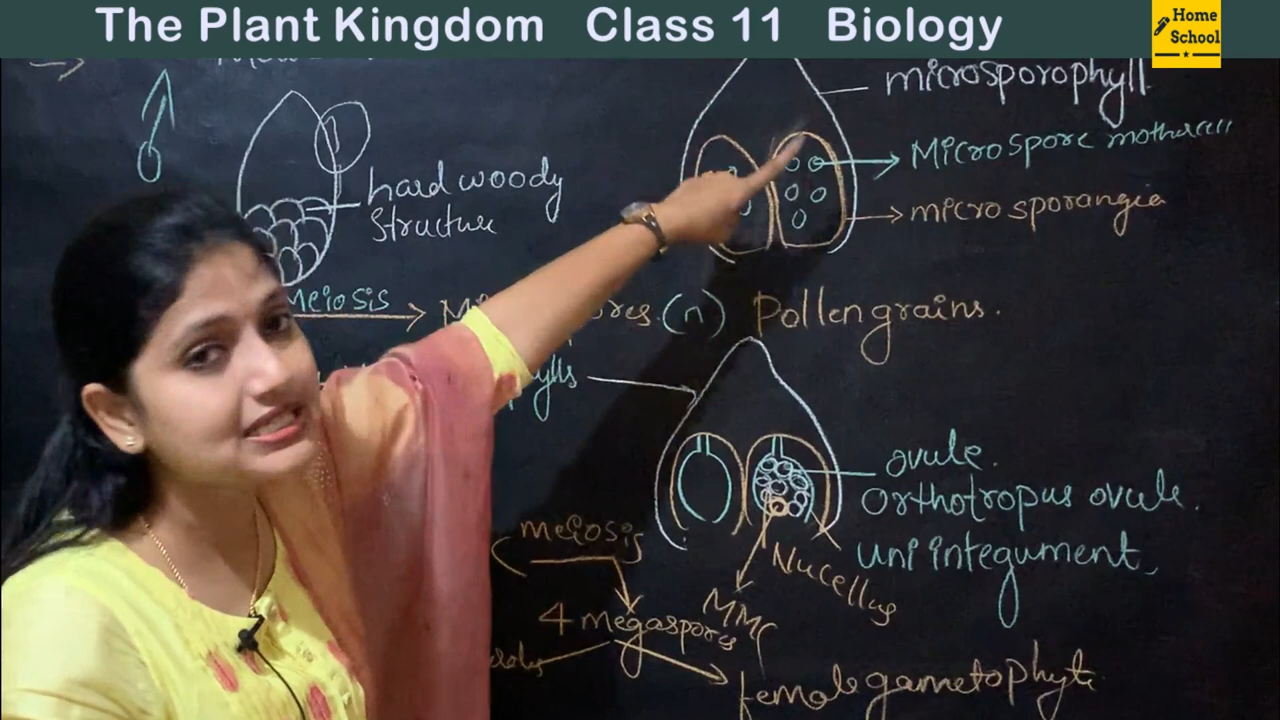 The Plant Kingdom Class 11 Biology
Home
School
microsporophyll
Microspore mothercell
hard woody
structure
microsporangia
Meiosis
(n) Pollengrains.
ovule.
Orthotropus ovule.
uni integument,
meiosis
Nucellus
MMC
4 megaspores
female gametophyte